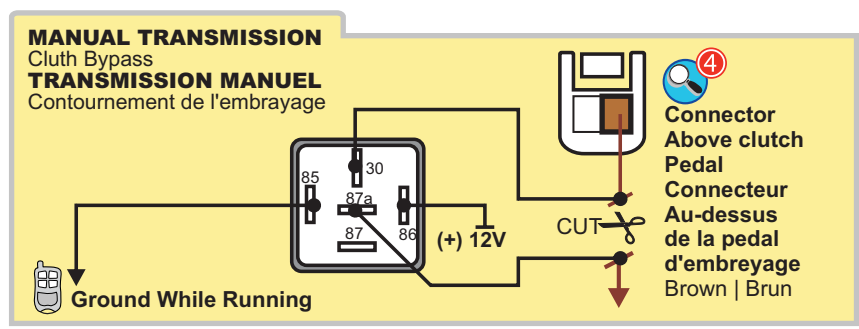 MANUAL TRANSMISSION
Cluth Bypass
TRANSMISSION MANUEL
Contournement de l'embrayage
4
Connector
Above clutch
Pedal
Connecteur
Au-dessus
de la pedal
d'embreyage
Brown | Brun
85
30
87a
87
86
(+) 12V
CUT
Ground While Running